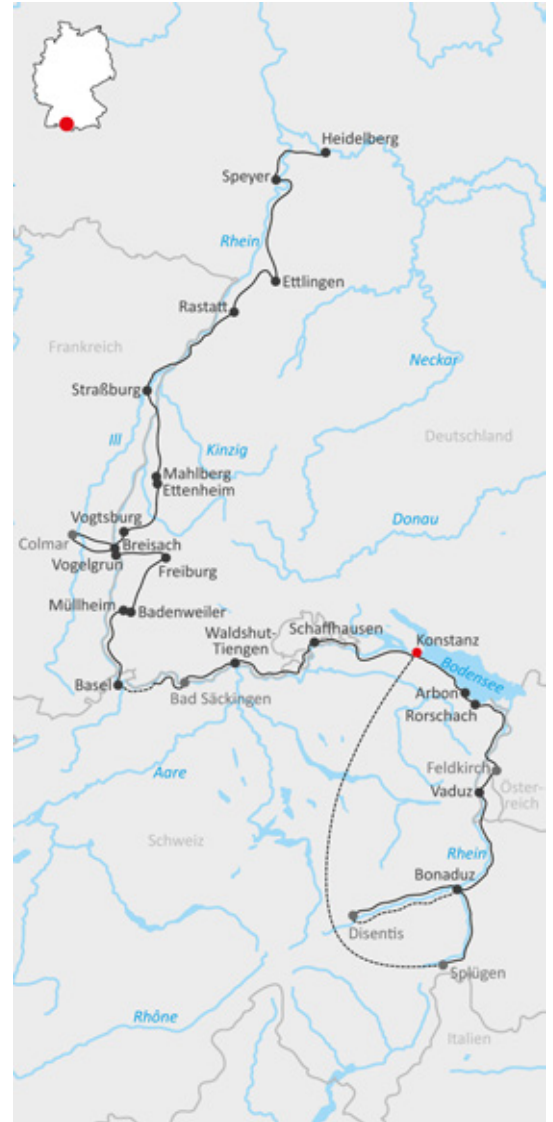 Heidelberg
Speyer
Rhein
Ettlingen
Rastatt
Frankreich
Neckar
Straßburg
Ill
Kinzig
Deutschland
Mahlberg
Ettenheim
Donau
Vogtsburg
Colmar
Breisach
Vogelgrun
Freiburg
Müllheim
Badenweiler
Waldshut-
Tiengen
Schaffhausen
Konstanz
Basel
Bad Säckingen
Bodensee
Arbon
Rorschach
Aare
Feldkirch
Öster-
reich
Vaduz
Schweiz
Rhein
Bonaduz
Disentis
Splügen
Rhône
Italien